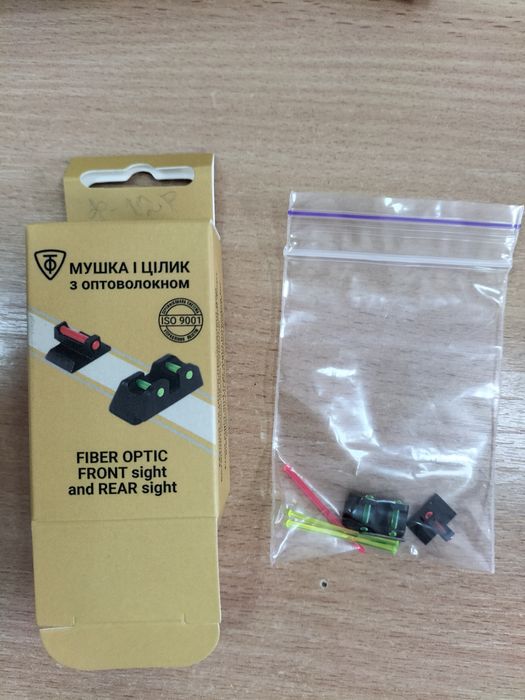 МУШКА І ЦІЛИК
з оптоволокном
ISO 9001
FIBER OPTIC
FRONT sight
and REAR sight